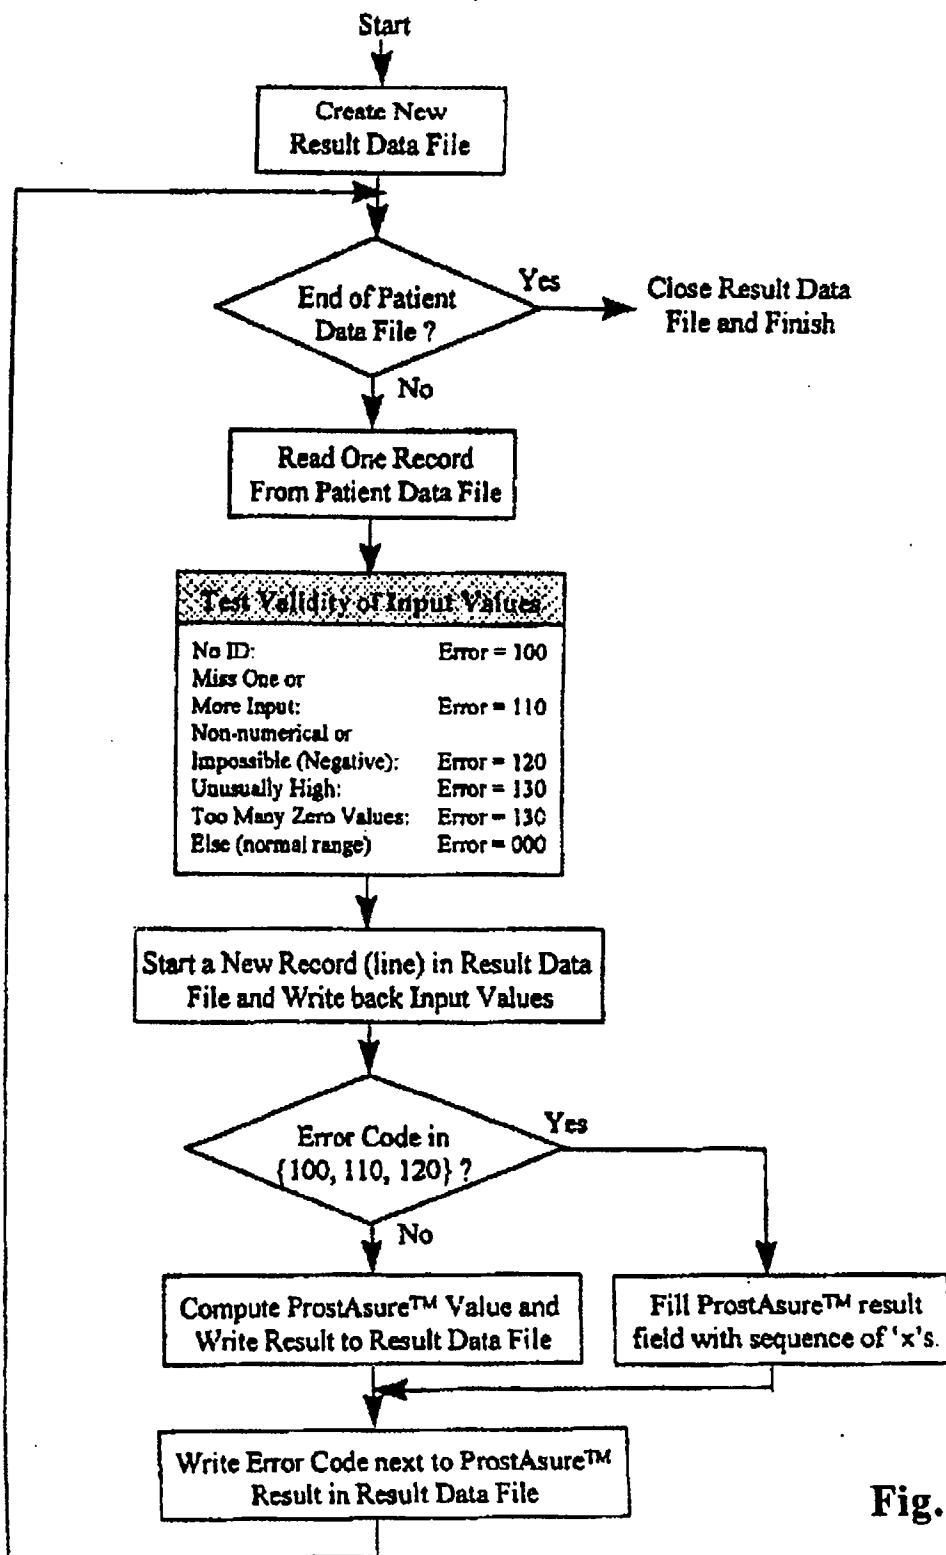 Start
Create New
Result Data File
End of Patient
Data File ?
Yes
Close Result Data
File and Finish
No
Read One Record
From Patient Data File
Test Validity of Input Values
No ID: Error = 100
Miss One or
More Input: Error = 110
Non-numerical or
Impossible (Negative): Error = 120
Unusually High: Error = 130
Too Many Zero Values: Error = 130
Else (normal range) Error = 000
Start a New Record (line) in Result Data
File and Write back Input Values
Error Code in
{100, 110, 120} ?
Yes
No
Compute ProstAsure™ Value and
Write Result to Result Data File
Fill ProstAsure™ result
field with sequence of 'x's.
Write Error Code next to ProstAsure™
Result in Result Data File
Fig.